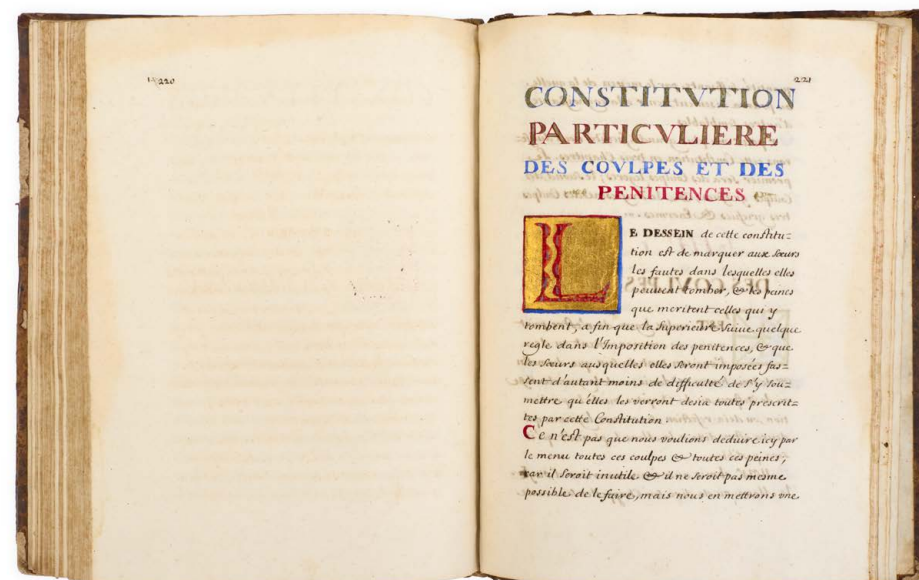 220
221
CONSTITVTION
PARTICVLIERE
DES COVLPES ET DES
PENITENCES
LE DESSEIN de cette constitu=
tion est de marquer aux Sœurs
les fautes dans lesquelles elles
peuuent tomber, & les peines
que meritent celles qui y
tombent, a fin que la Superieure Suiue quelque
regle dans l'Imposition des penitences, & que
les Sœurs ausquelles elles Seront imposées fas=
sent d'autant moins de difficulté de s'y Sou=
mettre qu'elles les verront desia toutes prescrit=
tes par cette Constitution
Ce n'est pas que nous voulions deduire icy par
le menu toutes ces coulpes & toutes ces peines,
car il Seroit inutile & il ne Seroit pas mesme
possible de le faire, mais nous en mettrons vne